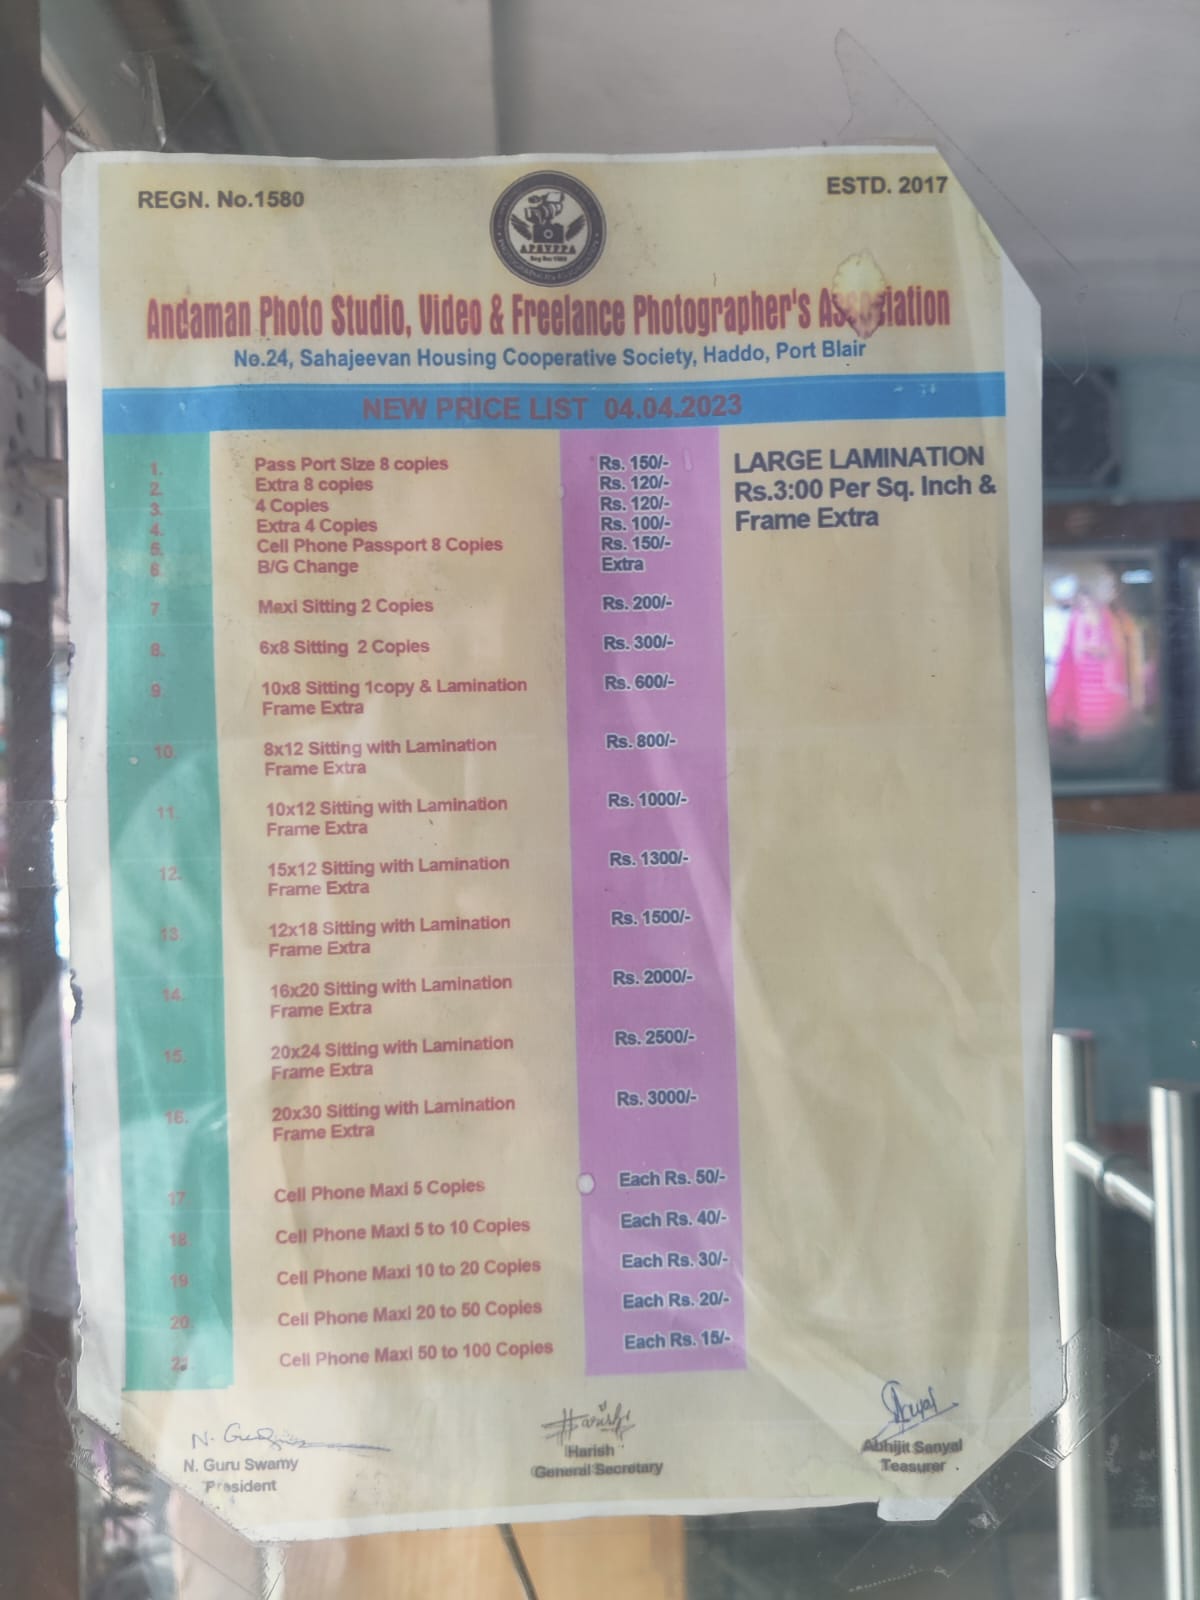 REGN. No.1580
ESTD. 2017
APSVFPA
Andaman Photo Studio, Video & Freelance Photographer's Association
No.24, Sahajeevan Housing Cooperative Society, Haddo, Port Blair
NEW PRICE LIST 04.04.2023
1. Pass Port Size 8 copies Rs. 150/-
2. Extra 8 copies Rs. 120/-
3. 4 Copies Rs. 120/-
4. Extra 4 Copies Rs. 100/-
5. Cell Phone Passport 8 Copies Rs. 150/-
6. B/G Change Extra
7. Maxi Sitting 2 Copies Rs. 200/-
8. 6x8 Sitting 2 Copies Rs. 300/-
9. 10x8 Sitting 1copy & Lamination Rs. 600/-
Frame Extra
10. 8x12 Sitting with Lamination Rs. 800/-
Frame Extra
11. 10x12 Sitting with Lamination Rs. 1000/-
Frame Extra
12. 15x12 Sitting with Lamination Rs. 1300/-
Frame Extra
13. 12x18 Sitting with Lamination Rs. 1500/-
Frame Extra
14. 16x20 Sitting with Lamination Rs. 2000/-
Frame Extra
15. 20x24 Sitting with Lamination Rs. 2500/-
Frame Extra
16. 20x30 Sitting with Lamination Rs. 3000/-
Frame Extra
17 Cell Phone Maxi 5 Copies Each Rs. 50/-
18 Cell Phone Maxi 5 to 10 Copies Each Rs. 40/-
19 Cell Phone Maxi 10 to 20 Copies Each Rs. 30/-
20 Cell Phone Maxi 20 to 50 Copies Each Rs. 20/-
Cell Phone Maxi 50 to 100 Copies Each Rs. 15/-
LARGE LAMINATION
Rs.3:00 Per Sq. Inch &
Frame Extra
N. Guru Swamy
President
Harish
Harish
General Secretary
Abhijit Sanyal
Teasurer